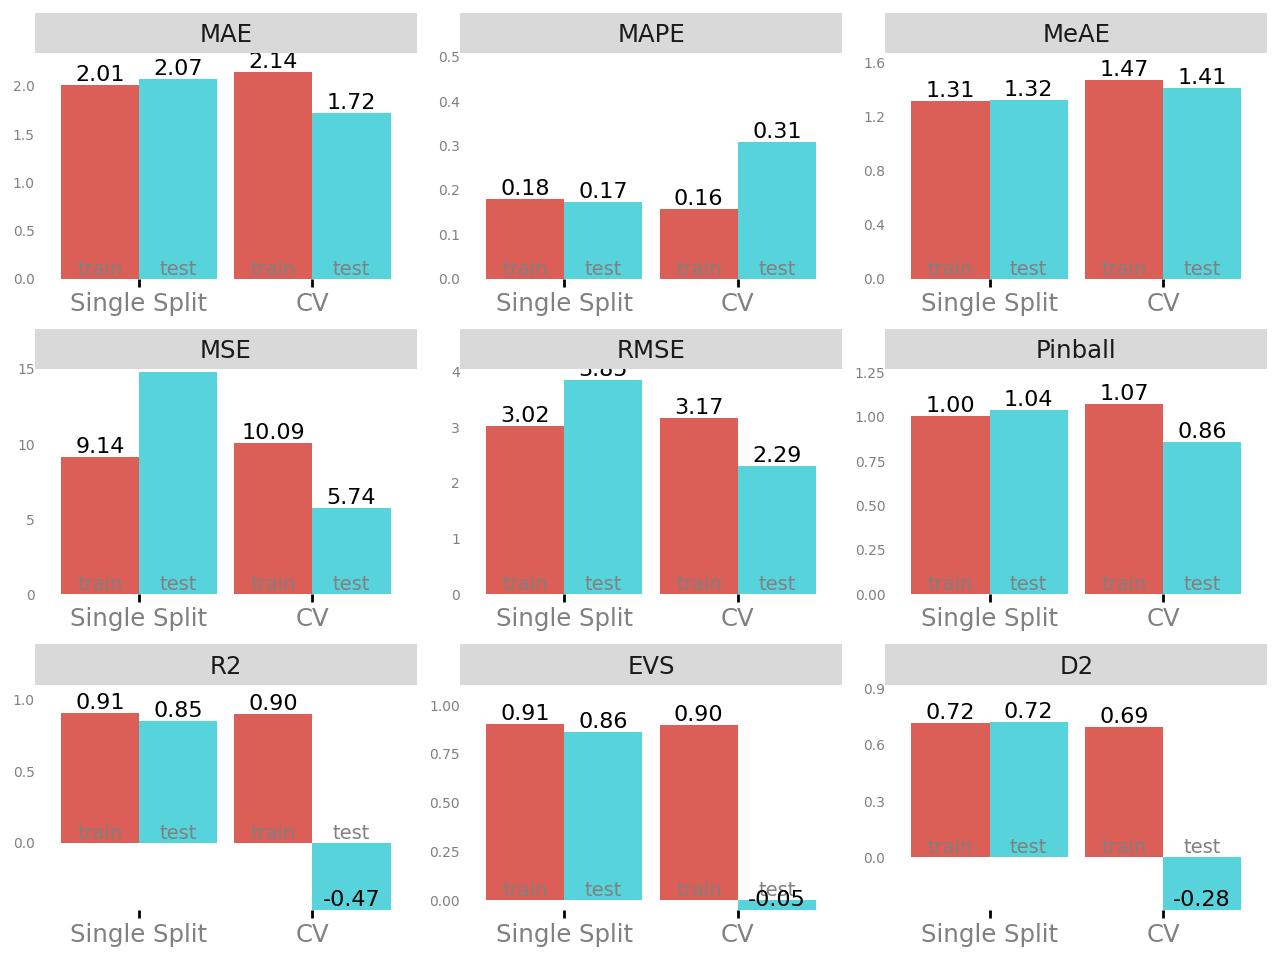 MAE
2.0
1.5
1.0
0.5
0.0
2.01
2.07
2.14
1.72
train
test
train
test
Single Split
CV
MAPE
0.5
0.4
0.3
0.2
0.1
0.0
0.18
0.17
0.16
0.31
train
test
train
test
Single Split
CV
MeAE
1.6
1.2
0.8
0.4
0.0
1.31
1.32
1.47
1.41
train
test
train
test
Single Split
CV
MSE
15
10
5
0
9.14
10.09
5.74
train
test
train
test
Single Split
CV
RMSE
4
3
2
1
0
3.02
3.17
2.29
train
test
train
test
Single Split
CV
Pinball
1.25
1.00
0.75
0.50
0.25
0.00
1.00
1.04
1.07
0.86
train
test
train
test
Single Split
CV
R2
1.0
0.5
0.0
0.91
0.85
0.90
-0.47
train
test
train
test
Single Split
CV
EVS
1.00
0.75
0.50
0.25
0.00
0.91
0.86
0.90
-0.05
train
test
train
test
Single Split
CV
D2
0.9
0.6
0.3
0.0
0.72
0.72
0.69
-0.28
train
test
train
test
Single Split
CV